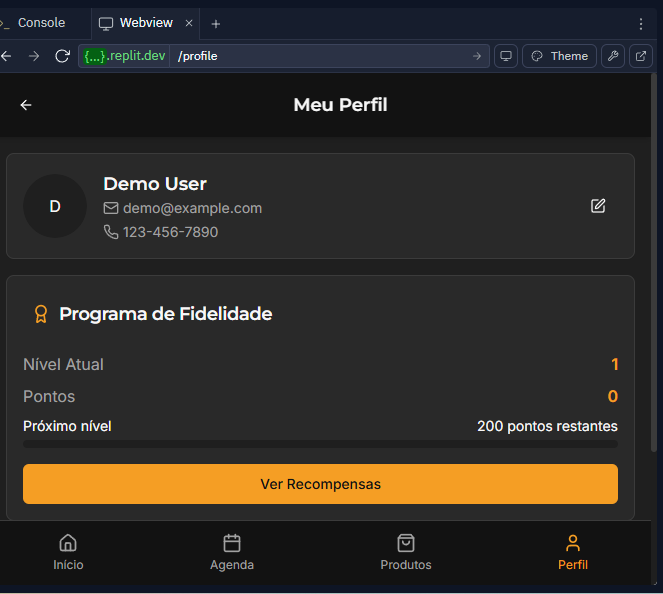 Console
Webview
{...}.replit.dev /profile
Theme
Meu Perfil
D
Demo User
demo@example.com
123-456-7890
Programa de Fidelidade
Nível Atual 1
Pontos 0
Próximo nível 200 pontos restantes
Ver Recompensas
Início Agenda Produtos Perfil